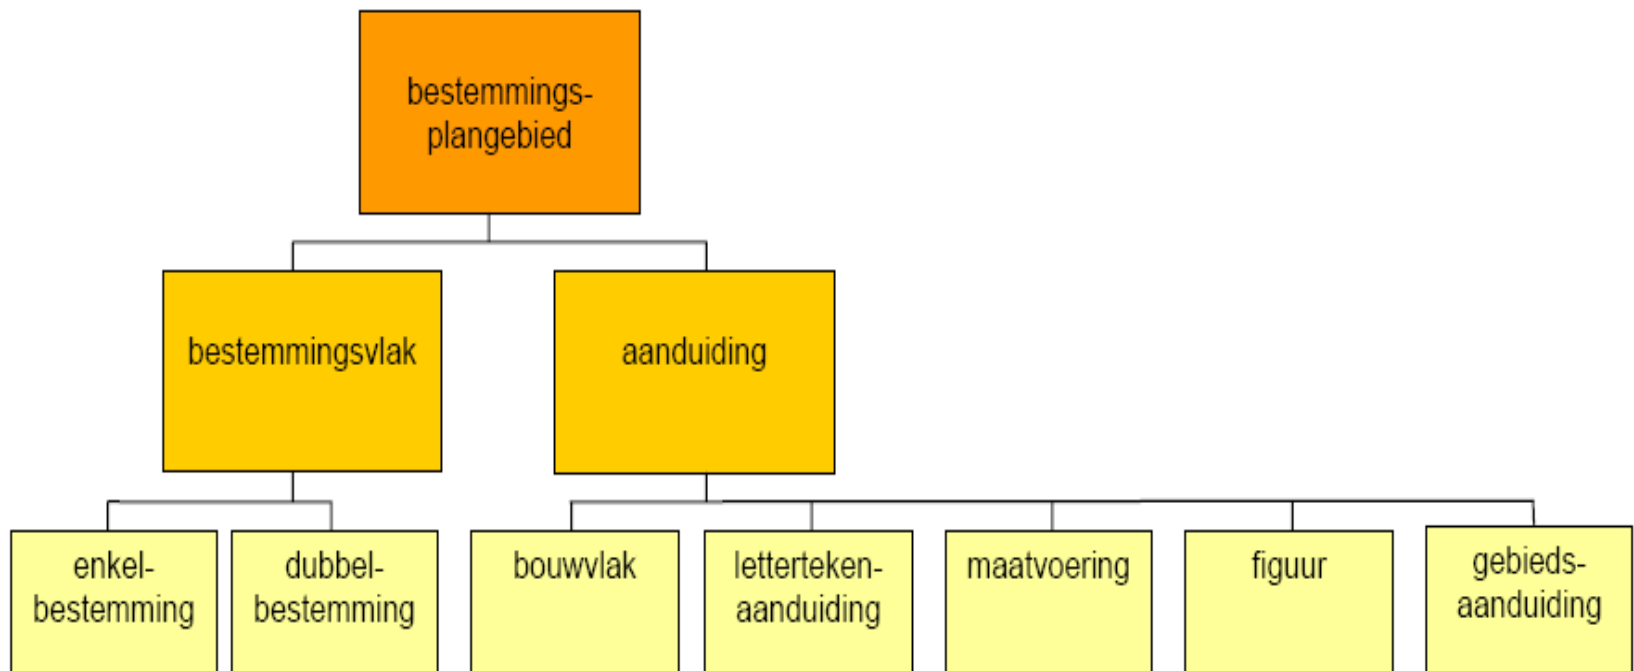 bestemmings-
plangebied
bestemmingsvlak
aanduiding
enkel-
bestemming
dubbel-
bestemming
bouwvlak
letterteken-
aanduiding
maatvoering
figuur
gebieds-
aanduiding